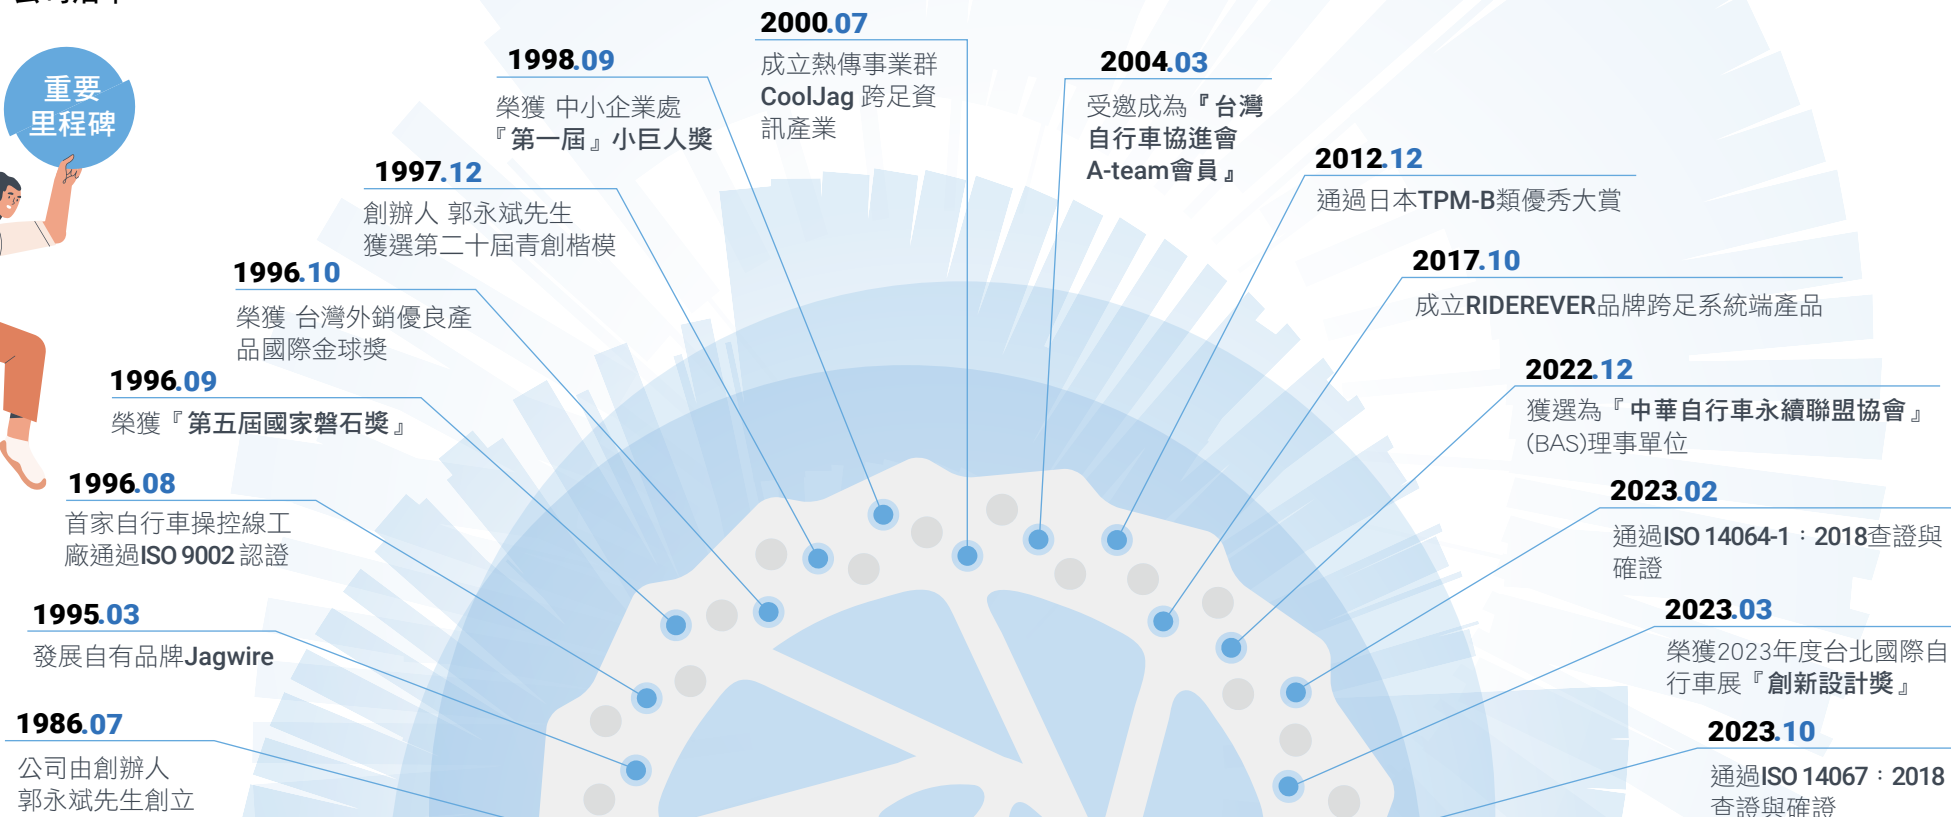 重要
里程碑
1986.07
公司由創辦人
郭永斌先生創立
1995.03
發展自有品牌Jagwire
1996.08
首家自行車操控線工
廠通過ISO 9002 認證
1996.09
榮獲『第五屆國家磐石獎』
1996.10
榮獲 台灣外銷優良產
品國際金球獎
1997.12
創辦人 郭永斌先生
獲選第二十屆青創楷模
1998.09
榮獲 中小企業處
『第一屆』小巨人獎
2000.07
成立熱傳事業群
CoolJag 跨足資
訊產業
2004.03
受邀成為『台灣
自行車協進會
A-team會員』
2012.12
通過日本TPM-B類優秀大賞
2017.10
成立RIDEREVER品牌跨足系統端產品
2022.12
獲選為『中華自行車永續聯盟協會』
(BAS)理事單位
2023.02
通過ISO 14064-1：2018查證與
確證
2023.03
榮獲2023年度台北國際自
行車展『創新設計獎』
2023.10
通過ISO 14067：2018
查證與確證